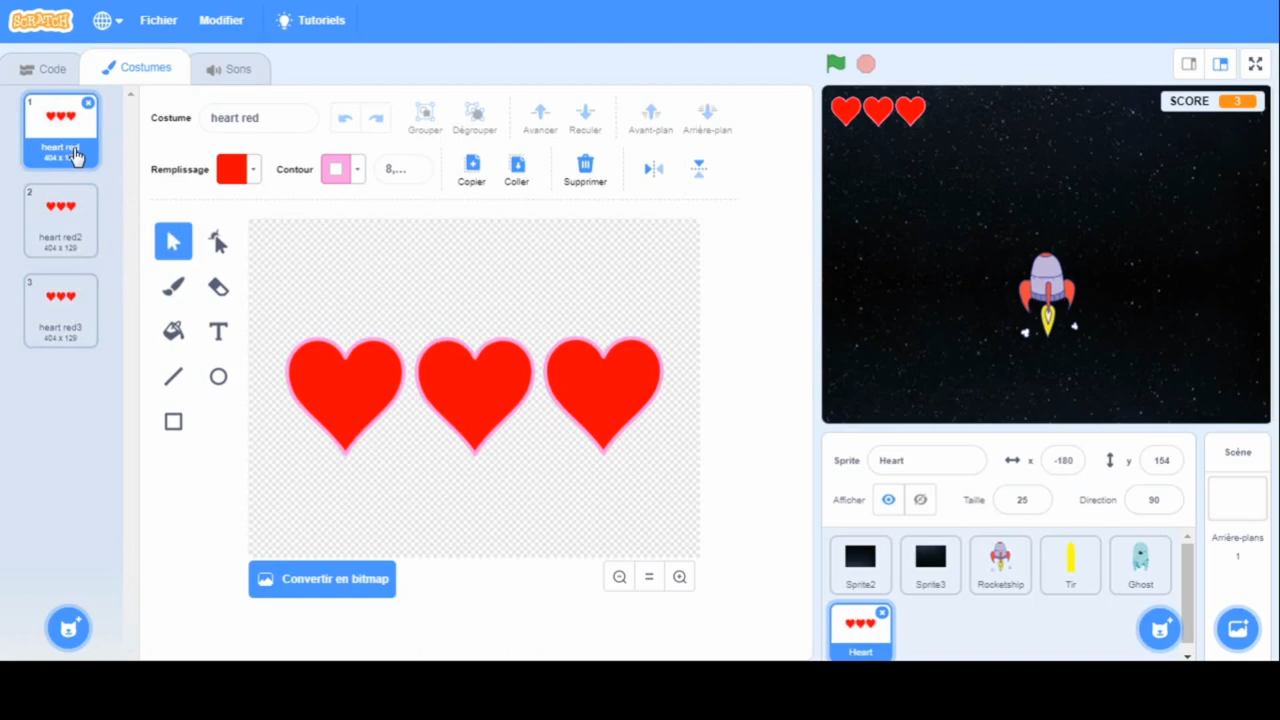 SCRATCH
Fichier
Modifier
Tutoriels
Code
Costumes
Sons
1
heart red
404 x 129
2
heart red2
404 x 129
3
heart red3
404 x 129
Costume
heart red
Grouper
Dégrouper
Avancer
Reculer
Avant-plan
Arrière-plan
Remplissage
Contour
8,...
Copier
Coller
Supprimer
T
Convertir en bitmap
SCORE 3
Sprite
Heart
x
-180
y
154
Afficher
Taille
25
Direction
90
Sprite2
Sprite3
Rocketship
Tir
Ghost
Heart
Scène
Arrière-plans
1